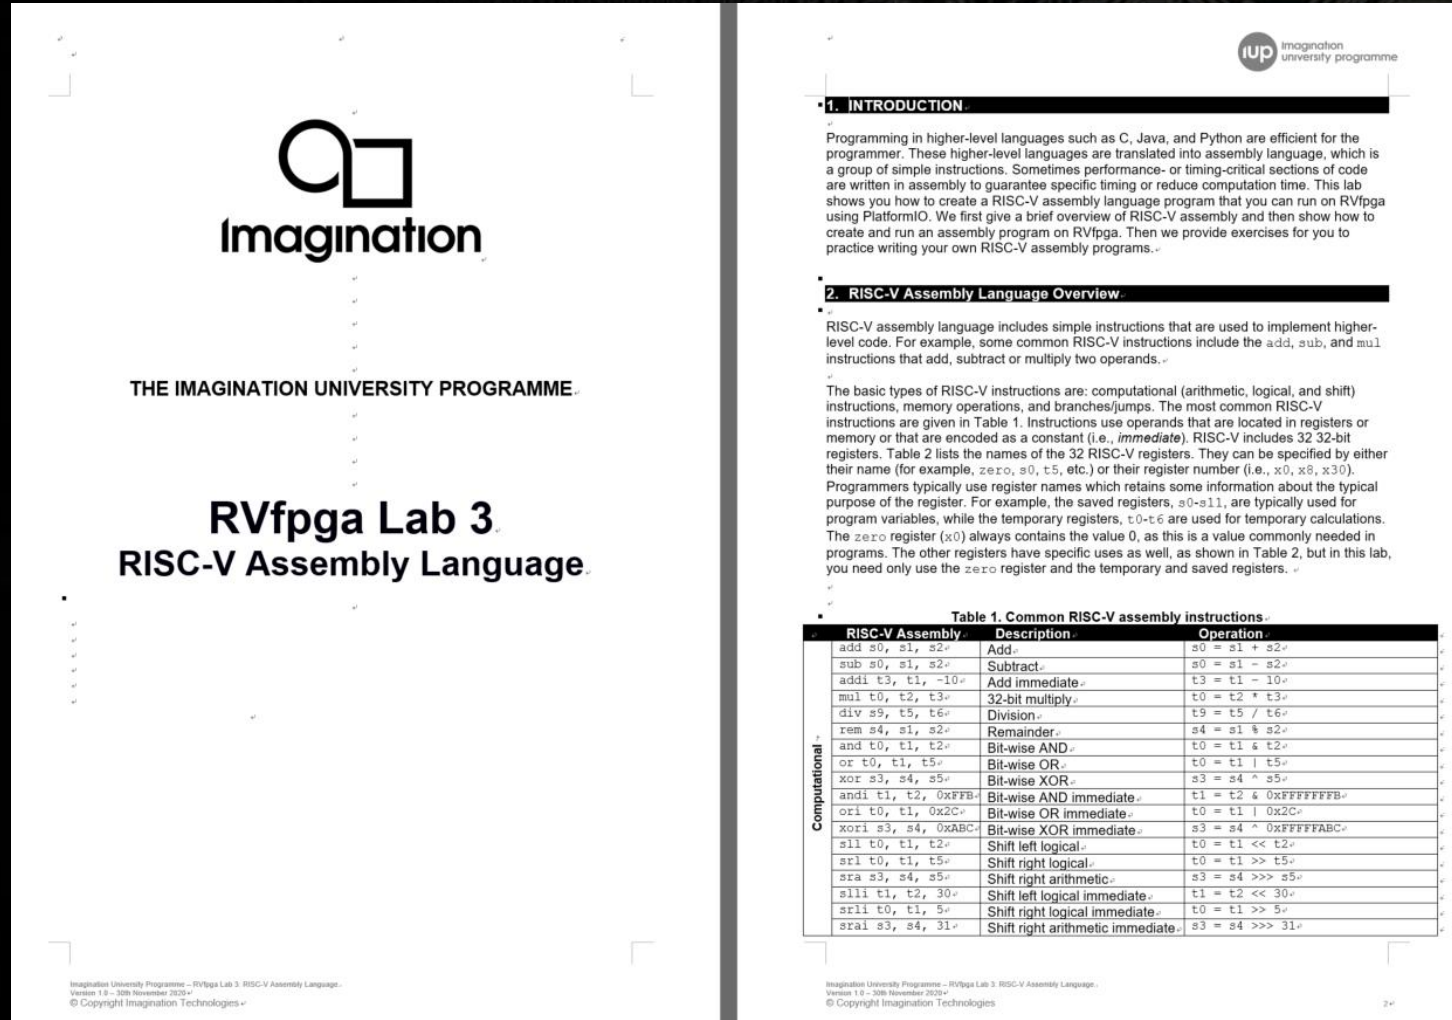 Imagination
THE IMAGINATION UNIVERSITY PROGRAMME
RVfpga Lab 3
RISC-V Assembly Language
Imagination University Programme – RVfpga Lab 3: RISC-V Assembly Language
Version 1.0 – 30th November 2020
© Copyright Imagination Technologies
iup imagination
university programme
1. INTRODUCTION
Programming in higher-level languages such as C, Java, and Python are efficient for the
programmer. These higher-level languages are translated into assembly language, which is
a group of simple instructions. Sometimes performance- or timing-critical sections of code
are written in assembly to guarantee specific timing or reduce computation time. This lab
shows you how to create a RISC-V assembly language program that you can run on RVfpga
using PlatformIO. We first give a brief overview of RISC-V assembly and then show how to
create and run an assembly program on RVfpga. Then we provide exercises for you to
practice writing your own RISC-V assembly programs.
2. RISC-V Assembly Language Overview
RISC-V assembly language includes simple instructions that are used to implement higher-
level code. For example, some common RISC-V instructions include the add, sub, and mul
instructions that add, subtract or multiply two operands.
The basic types of RISC-V instructions are: computational (arithmetic, logical, and shift)
instructions, memory operations, and branches/jumps. The most common RISC-V
instructions are given in Table 1. Instructions use operands that are located in registers or
memory or that are encoded as a constant (i.e., immediate). RISC-V includes 32 32-bit
registers. Table 2 lists the names of the 32 RISC-V registers. They can be specified by either
their name (for example, zero, s0, t5, etc.) or their register number (i.e., x0, x8, x30).
Programmers typically use register names which retains some information about the typical
purpose of the register. For example, the saved registers, s0-s11, are typically used for
program variables, while the temporary registers, t0-t6 are used for temporary calculations.
The zero register (x0) always contains the value 0, as this is a value commonly needed in
programs. The other registers have specific uses as well, as shown in Table 2, but in this lab,
you need only use the zero register and the temporary and saved registers.
Table 1. Common RISC-V assembly instructions
RISC-V Assembly Description Operation
Computational
add s0, s1, s2 Add s0 = s1 + s2
sub s0, s1, s2 Subtract s0 = s1 - s2
addi t3, t1, -10 Add immediate t3 = t1 - 10
mul t0, t2, t3 32-bit multiply t0 = t2 * t3
div s9, t5, t6 Division t9 = t5 / t6
rem s4, s1, s2 Remainder s4 = s1 % s2
and t0, t1, t2 Bit-wise AND t0 = t1 & t2
or t0, t1, t5 Bit-wise OR t0 = t1 | t5
xor s3, s4, s5 Bit-wise XOR s3 = s4 ^ s5
andi t1, t2, 0xFFB Bit-wise AND immediate t1 = t2 & 0xFFFFFFFB
ori t0, t1, 0x2C Bit-wise OR immediate t0 = t1 | 0x2C
xori s3, s4, 0xABC Bit-wise XOR immediate s3 = s4 ^ 0xFFFFFABC
sll t0, t1, t2 Shift left logical t0 = t1 << t2
srl t0, t1, t5 Shift right logical t0 = t1 >> t5
sra s3, s4, s5 Shift right arithmetic s3 = s4 >>> s5
slli t1, t2, 30 Shift left logical immediate t1 = t2 << 30
srli t0, t1, 5 Shift right logical immediate t0 = t1 >> 5
srai s3, s4, 31 Shift right arithmetic immediate s3 = s4 >>> 31
Imagination University Programme – RVfpga Lab 3: RISC-V Assembly Language
Version 1.0 – 30th November 2020
© Copyright Imagination Technologies
2